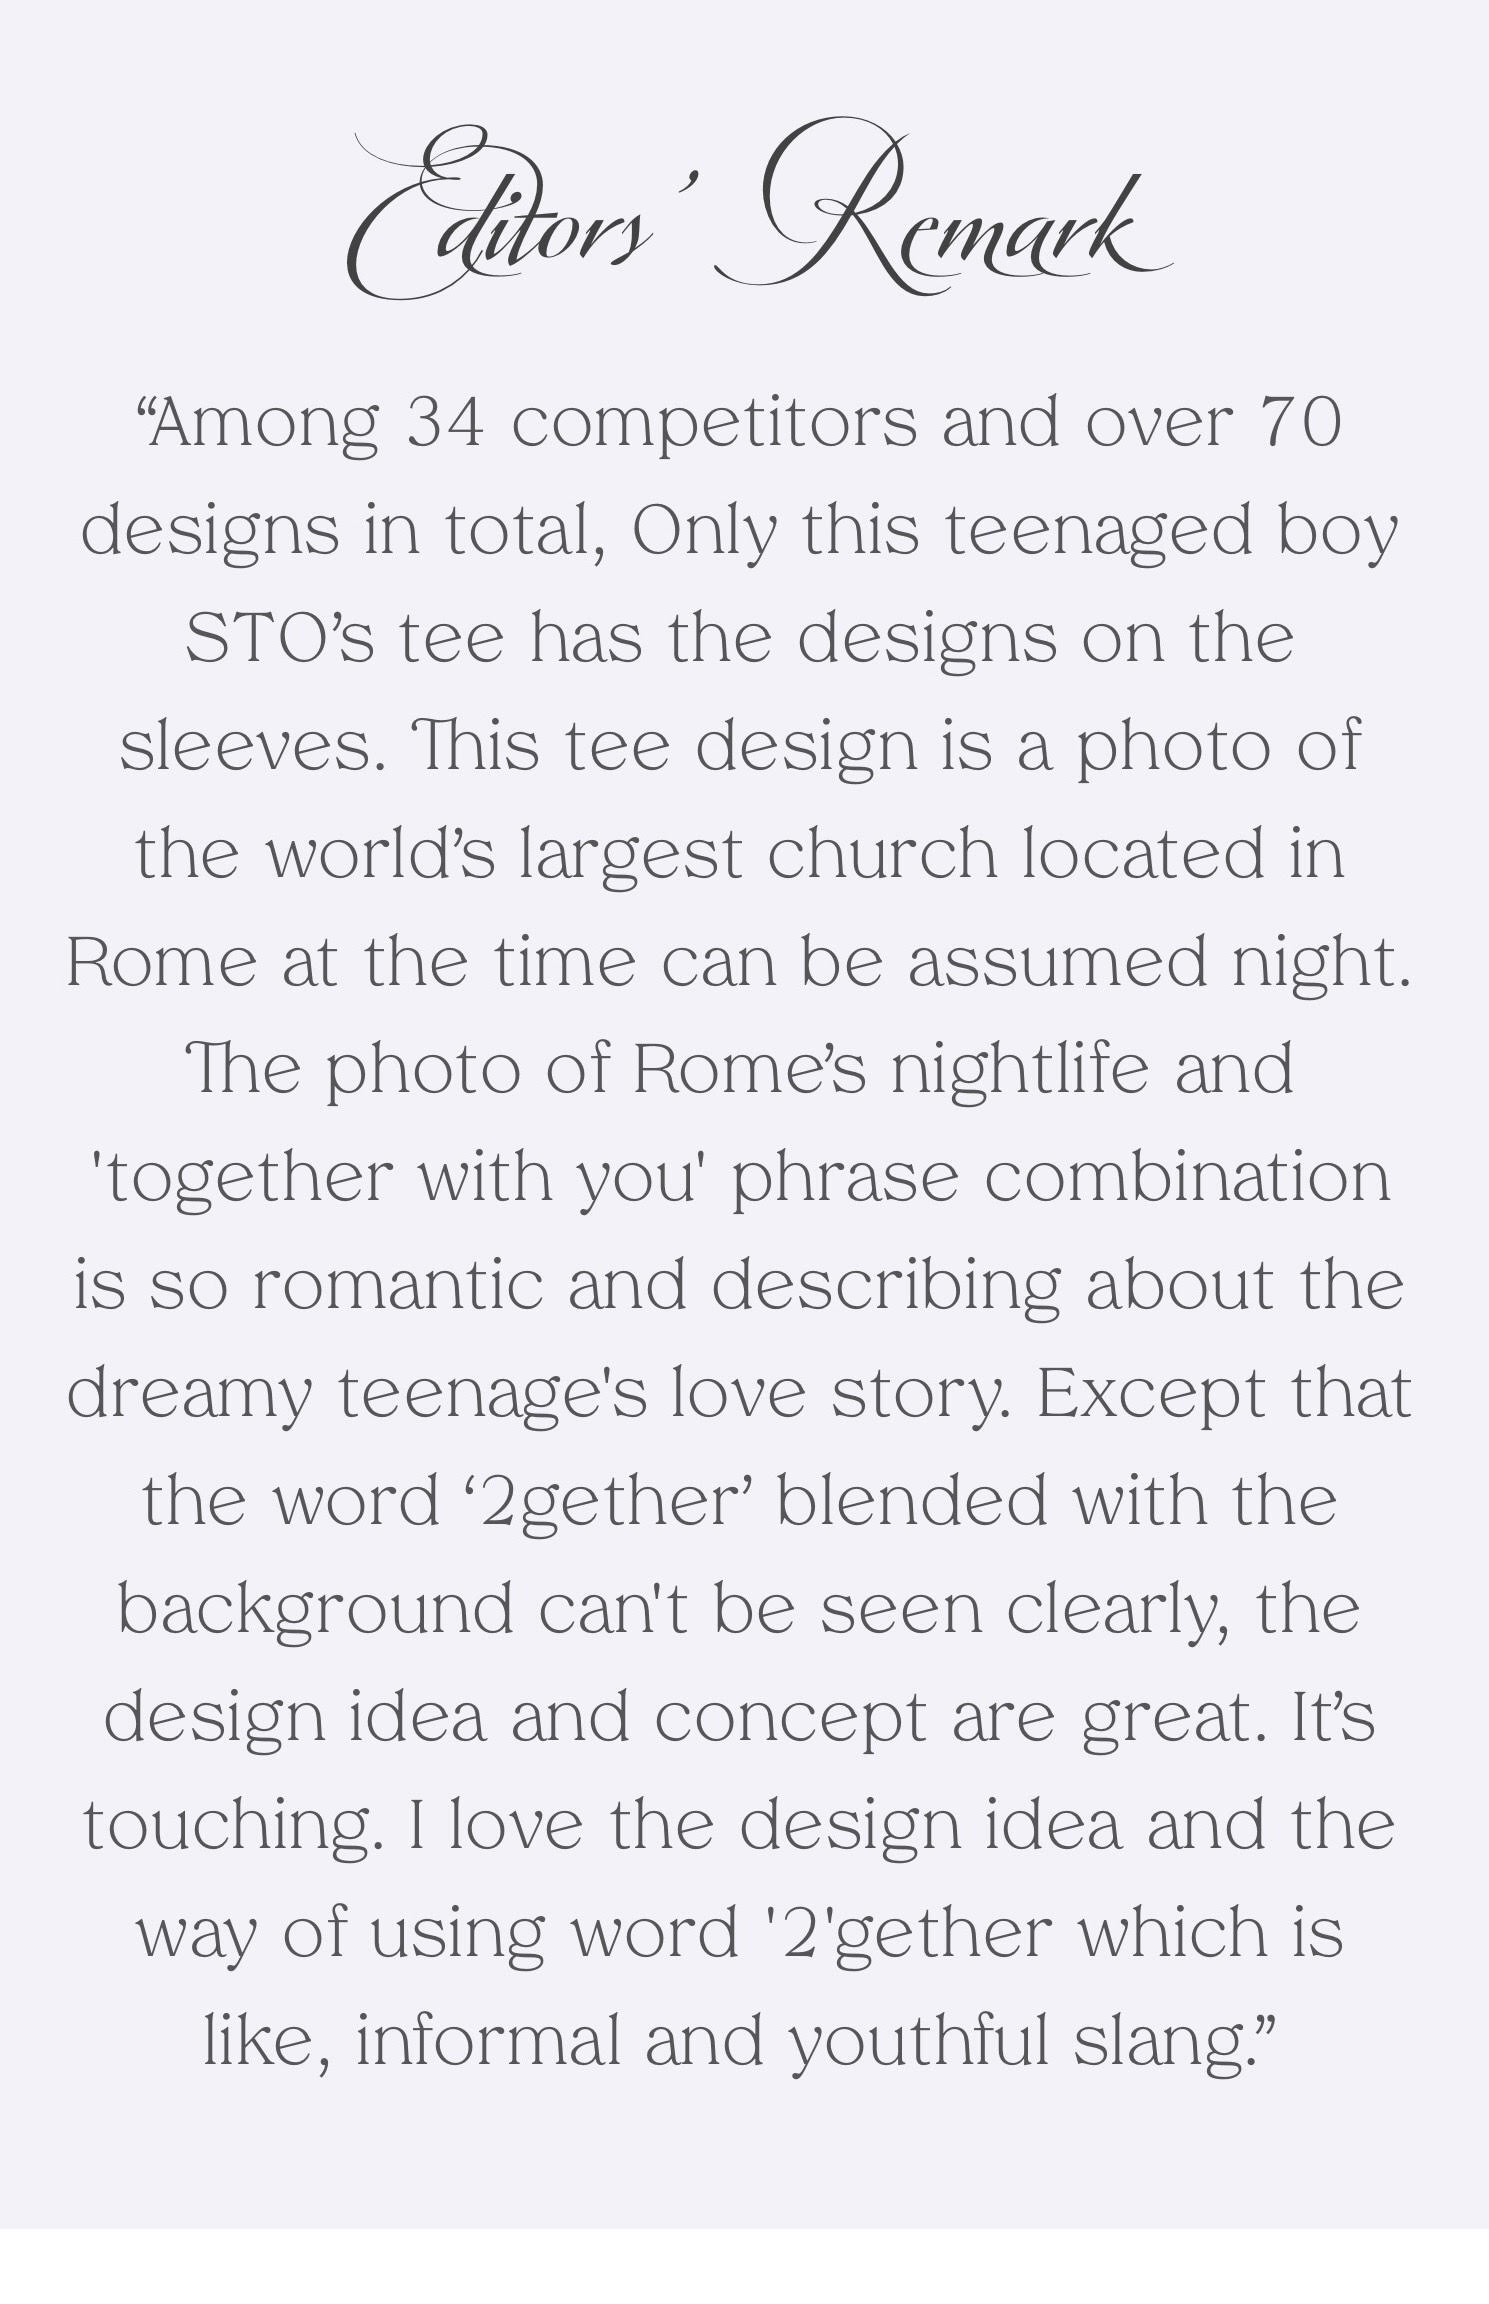 Editors’ Remark
“Among 34 competitors and over 70
designs in total, Only this teenaged boy
STO’s tee has the designs on the
sleeves. This tee design is a photo of
the world’s largest church located in
Rome at the time can be assumed night.
The photo of Rome’s nightlife and
'together with you' phrase combination
is so romantic and describing about the
dreamy teenage's love story. Except that
the word ‘2gether’ blended with the
background can't be seen clearly, the
design idea and concept are great. It’s
touching. I love the design idea and the
way of using word '2'gether which is
like, informal and youthful slang.”